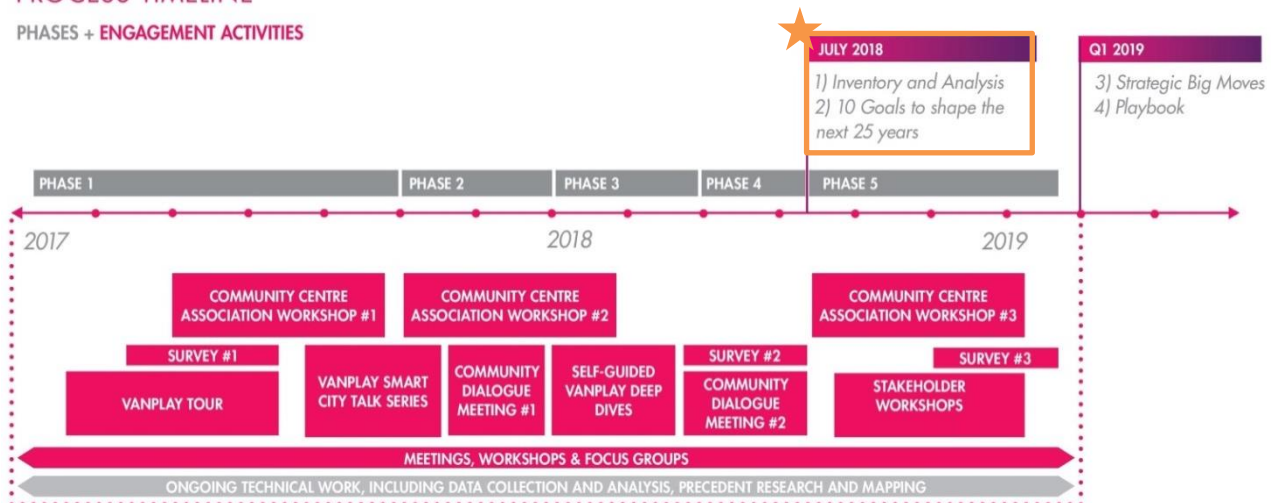 PROCESS TIMELINE
PHASES + ENGAGEMENT ACTIVITIES
JULY 2018
1) Inventory and Analysis
2) 10 Goals to shape the
next 25 years
Q1 2019
3) Strategic Big Moves
4) Playbook
PHASE 1
PHASE 2
PHASE 3
PHASE 4
PHASE 5
2017
2018
2019
COMMUNITY CENTRE
ASSOCIATION WORKSHOP #1
COMMUNITY CENTRE
ASSOCIATION WORKSHOP #2
COMMUNITY CENTRE
ASSOCIATION WORKSHOP #3
SURVEY #1
VANPLAY TOUR
VANPLAY SMART
CITY TALK SERIES
COMMUNITY
DIALOGUE
MEETING #1
SELF-GUIDED
VANPLAY DEEP
DIVES
SURVEY #2
COMMUNITY
DIALOGUE
MEETING #2
SURVEY #3
STAKEHOLDER
WORKSHOPS
MEETINGS, WORKSHOPS & FOCUS GROUPS
ONGOING TECHNICAL WORK, INCLUDING DATA COLLECTION AND ANALYSIS, PRECEDENT RESEARCH AND MAPPING